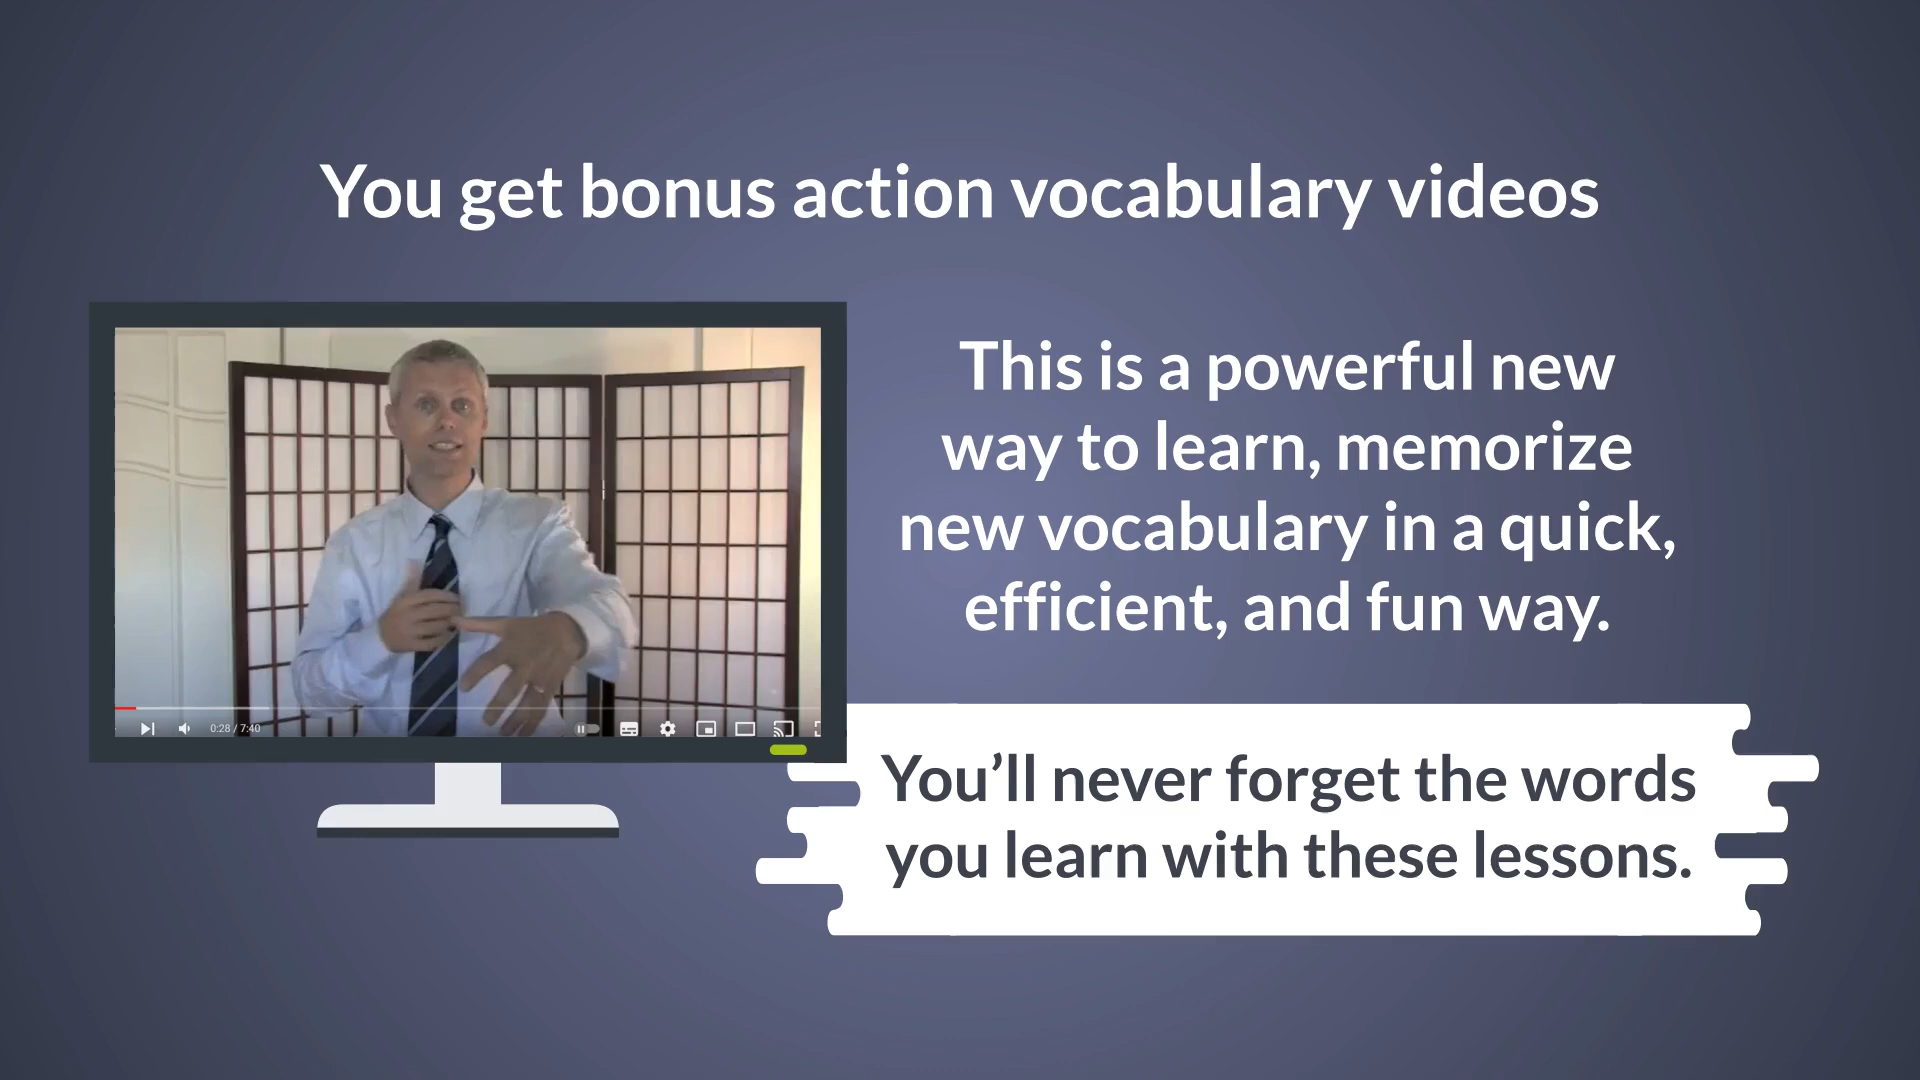 You get bonus action vocabulary videos
This is a powerful new
way to learn, memorize
new vocabulary in a quick,
efficient, and fun way.
0:28 / 7:40
You’ll never forget the words
you learn with these lessons.